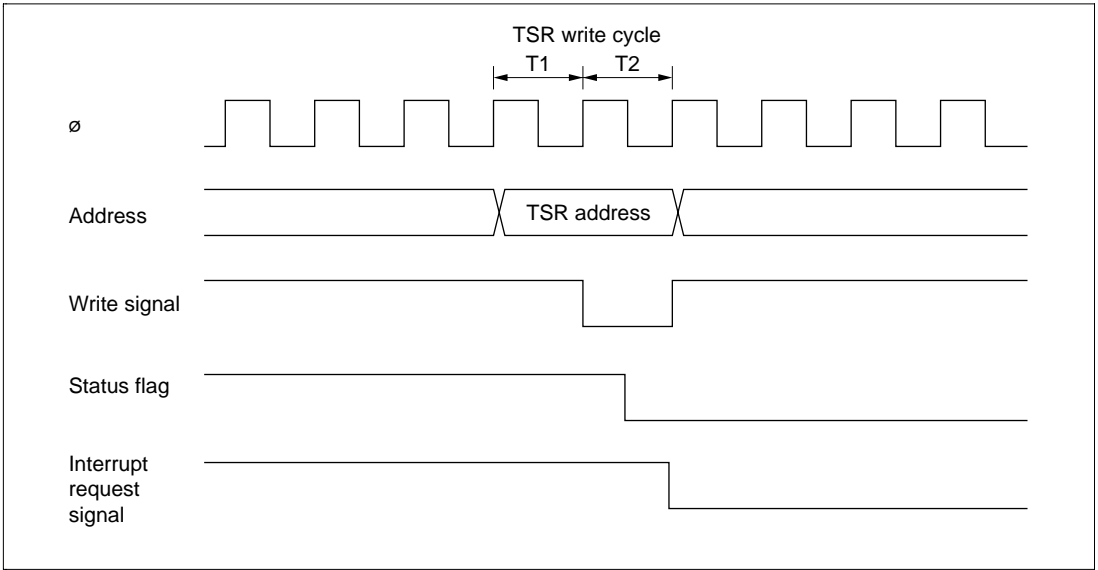 TSR write cycle
T1 T2
ø
Address
TSR address
Write signal
Status flag
Interrupt
request
signal